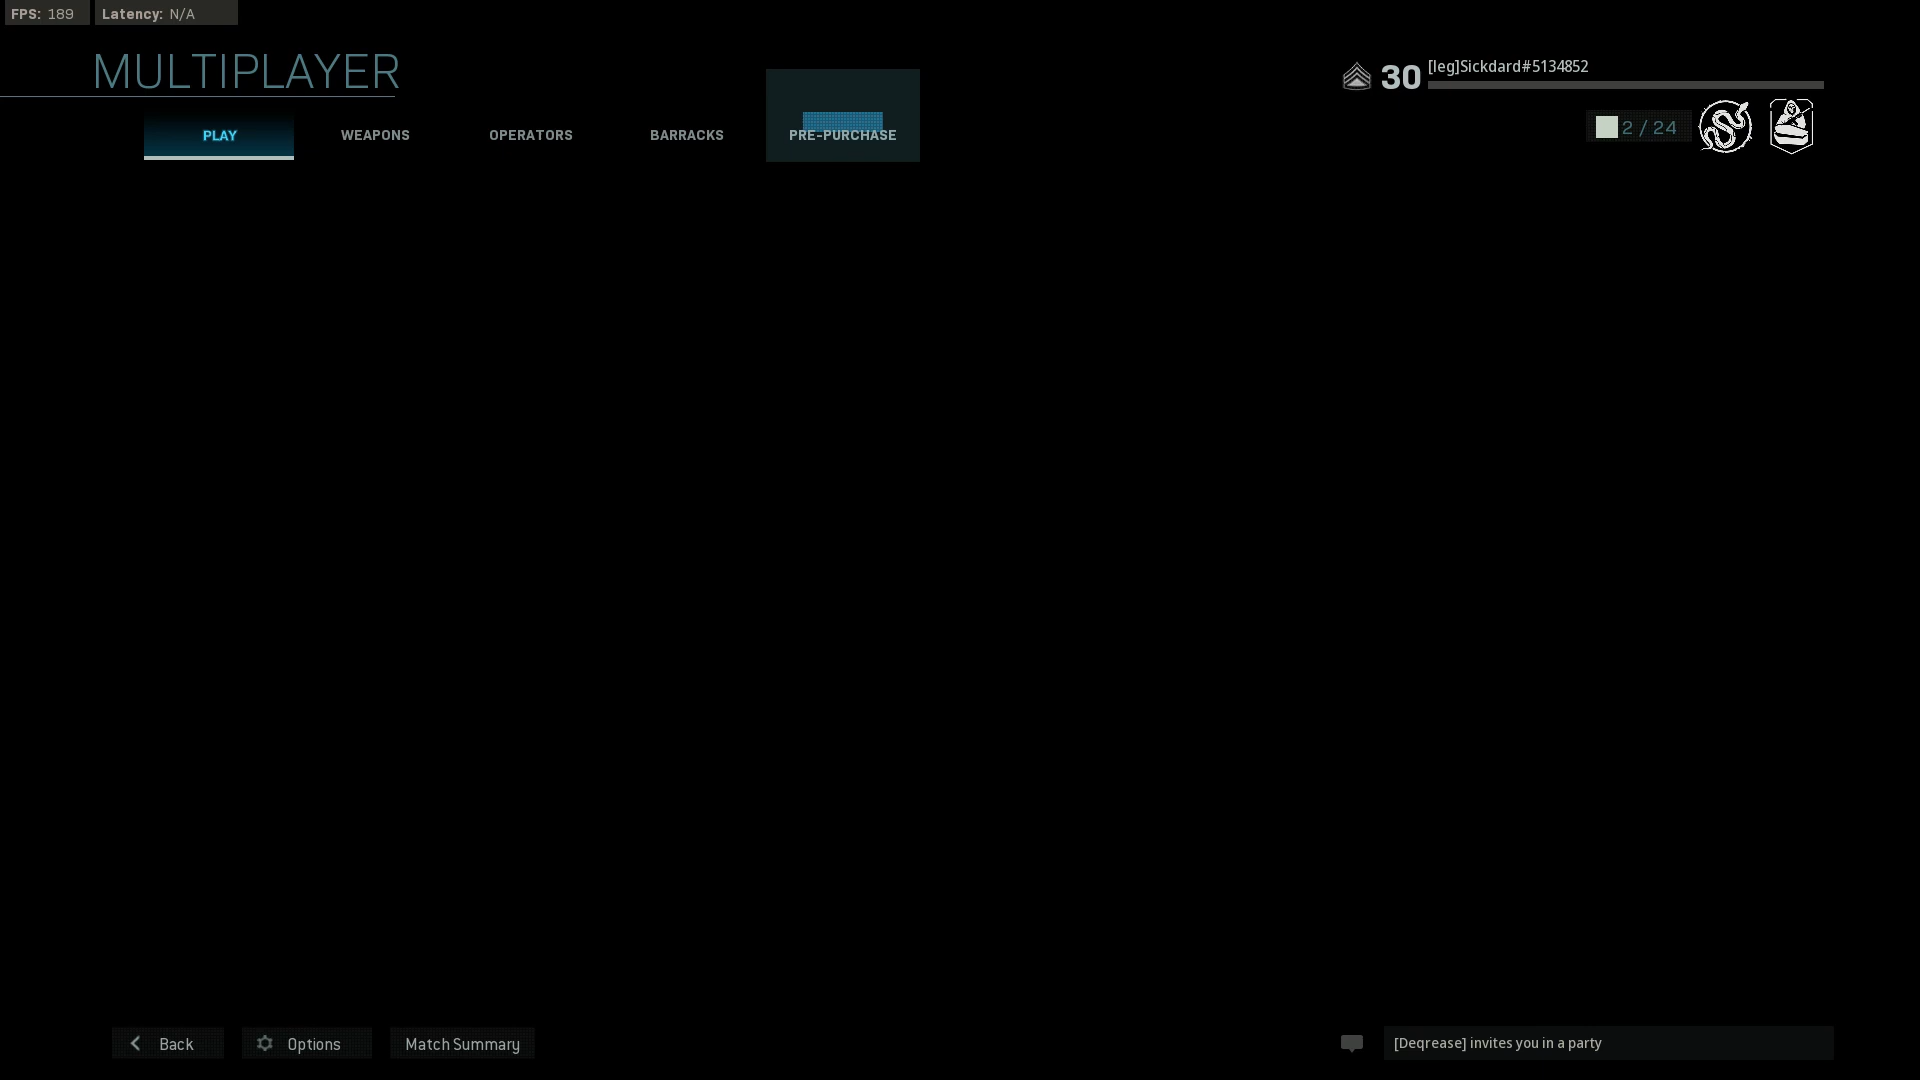 FPS: 189 Latency: N/A
MULTIPLAYER
30 [leg]Sickdard#5134852
PLAY WEAPONS OPERATORS BARRACKS PRE-PURCHASE
2 / 24
Back Options Match Summary
[Deqrease] invites you in a party